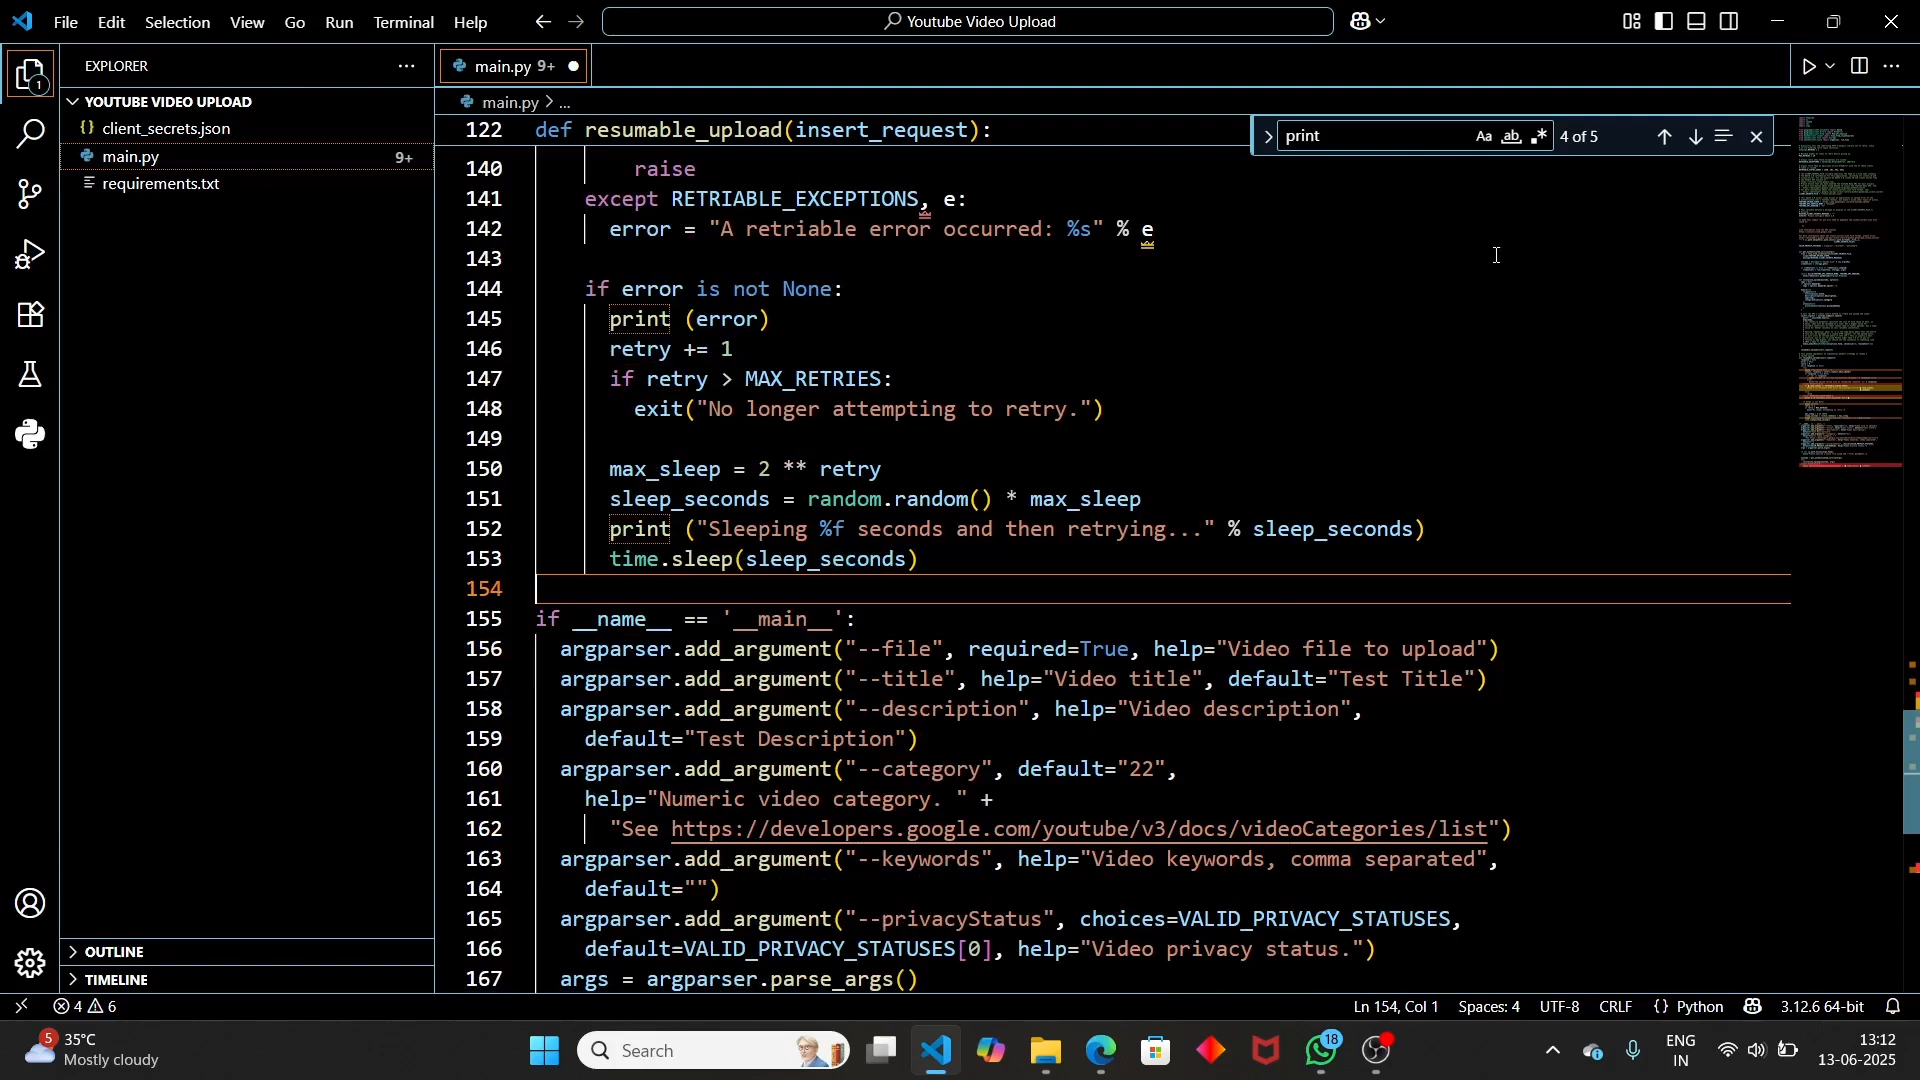 File Edit Selection View Go Run Terminal Help
Youtube Video Upload
EXPLORER
YOUTUBE VIDEO UPLOAD
{} client_secrets.json
main.py 9+
requirements.txt
OUTLINE
TIMELINE
1
main.py 9+
main.py > ...
print
Aa ab 4 of 5
122 def resumable_upload(insert_request):
140 raise
141 except RETRIABLE_EXCEPTIONS, e:
142 error = "A retriable error occurred: %s" % e
143
144 if error is not None:
145 print (error)
146 retry += 1
147 if retry > MAX_RETRIES:
148 exit("No longer attempting to retry.")
149
150 max_sleep = 2 ** retry
151 sleep_seconds = random.random() * max_sleep
152 print ("Sleeping %f seconds and then retrying..." % sleep_seconds)
153 time.sleep(sleep_seconds)
154
155 if __name__ == '__main__':
156 argparser.add_argument("--file", required=True, help="Video file to upload")
157 argparser.add_argument("--title", help="Video title", default="Test Title")
158 argparser.add_argument("--description", help="Video description",
159 default="Test Description")
160 argparser.add_argument("--category", default="22",
161 help="Numeric video category. " +
162 "See https://developers.google.com/youtube/v3/docs/videoCategories/list")
163 argparser.add_argument("--keywords", help="Video keywords, comma separated",
164 default="")
165 argparser.add_argument("--privacyStatus", choices=VALID_PRIVACY_STATUSES,
166 default=VALID_PRIVACY_STATUSES[0], help="Video privacy status.")
167 args = argparser.parse_args()
4 6
Ln 154, Col 1 Spaces: 4 UTF-8 CRLF {} Python 3.12.6 64-bit
5
35°C
Mostly cloudy
Search
18
ENG
IN
13:12
13-06-2025